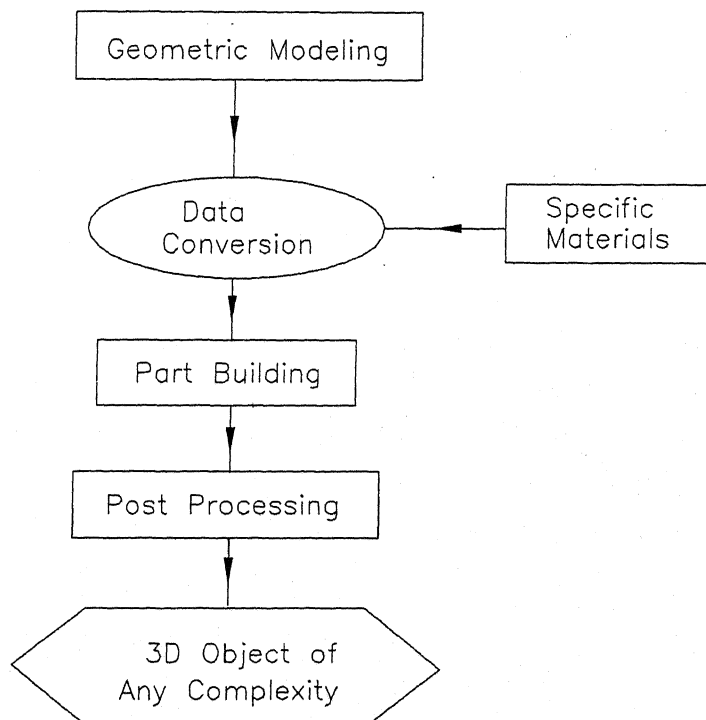 Geometric Modeling
Data
Conversion
Specific
Materials
Part Building
Post Processing
3D Object of
Any Complexity